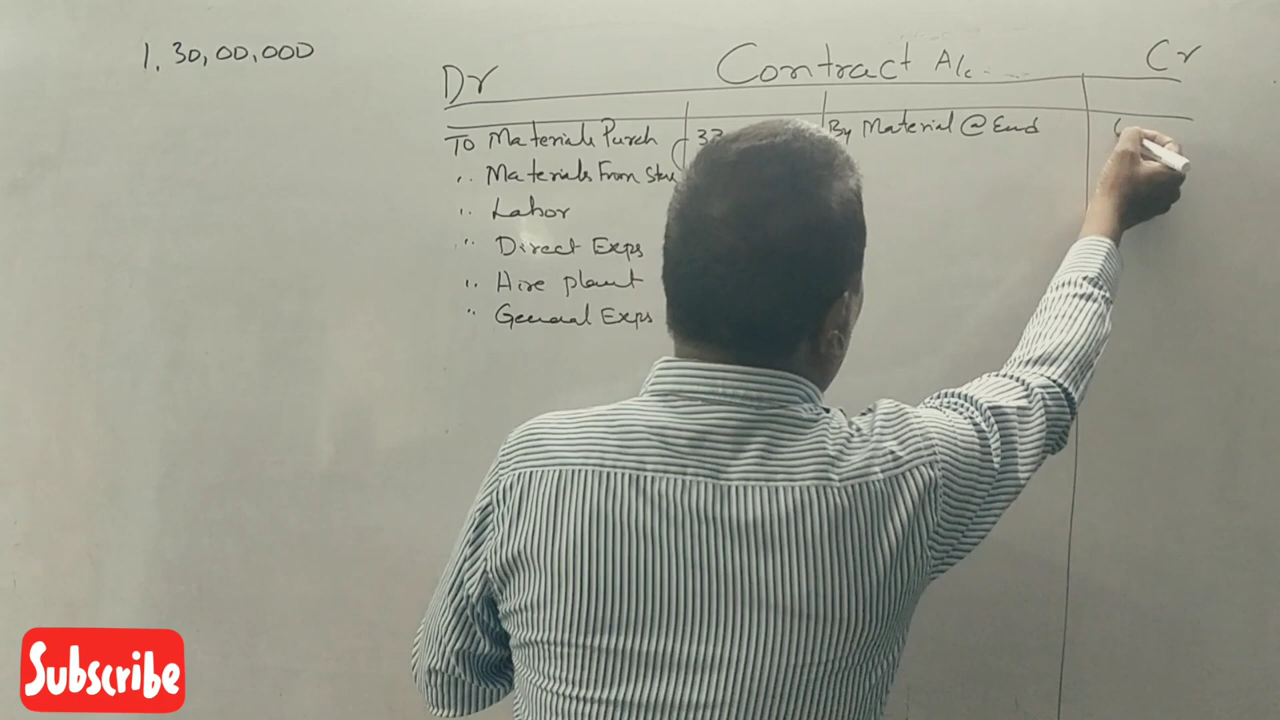 1. 30,00,000
Dr Contract A/c. Cr
To Materials Purch By Material @ End
" Materials From
" Labor
" Direct Exps
" Hire plant
" General Exps
Subscribe